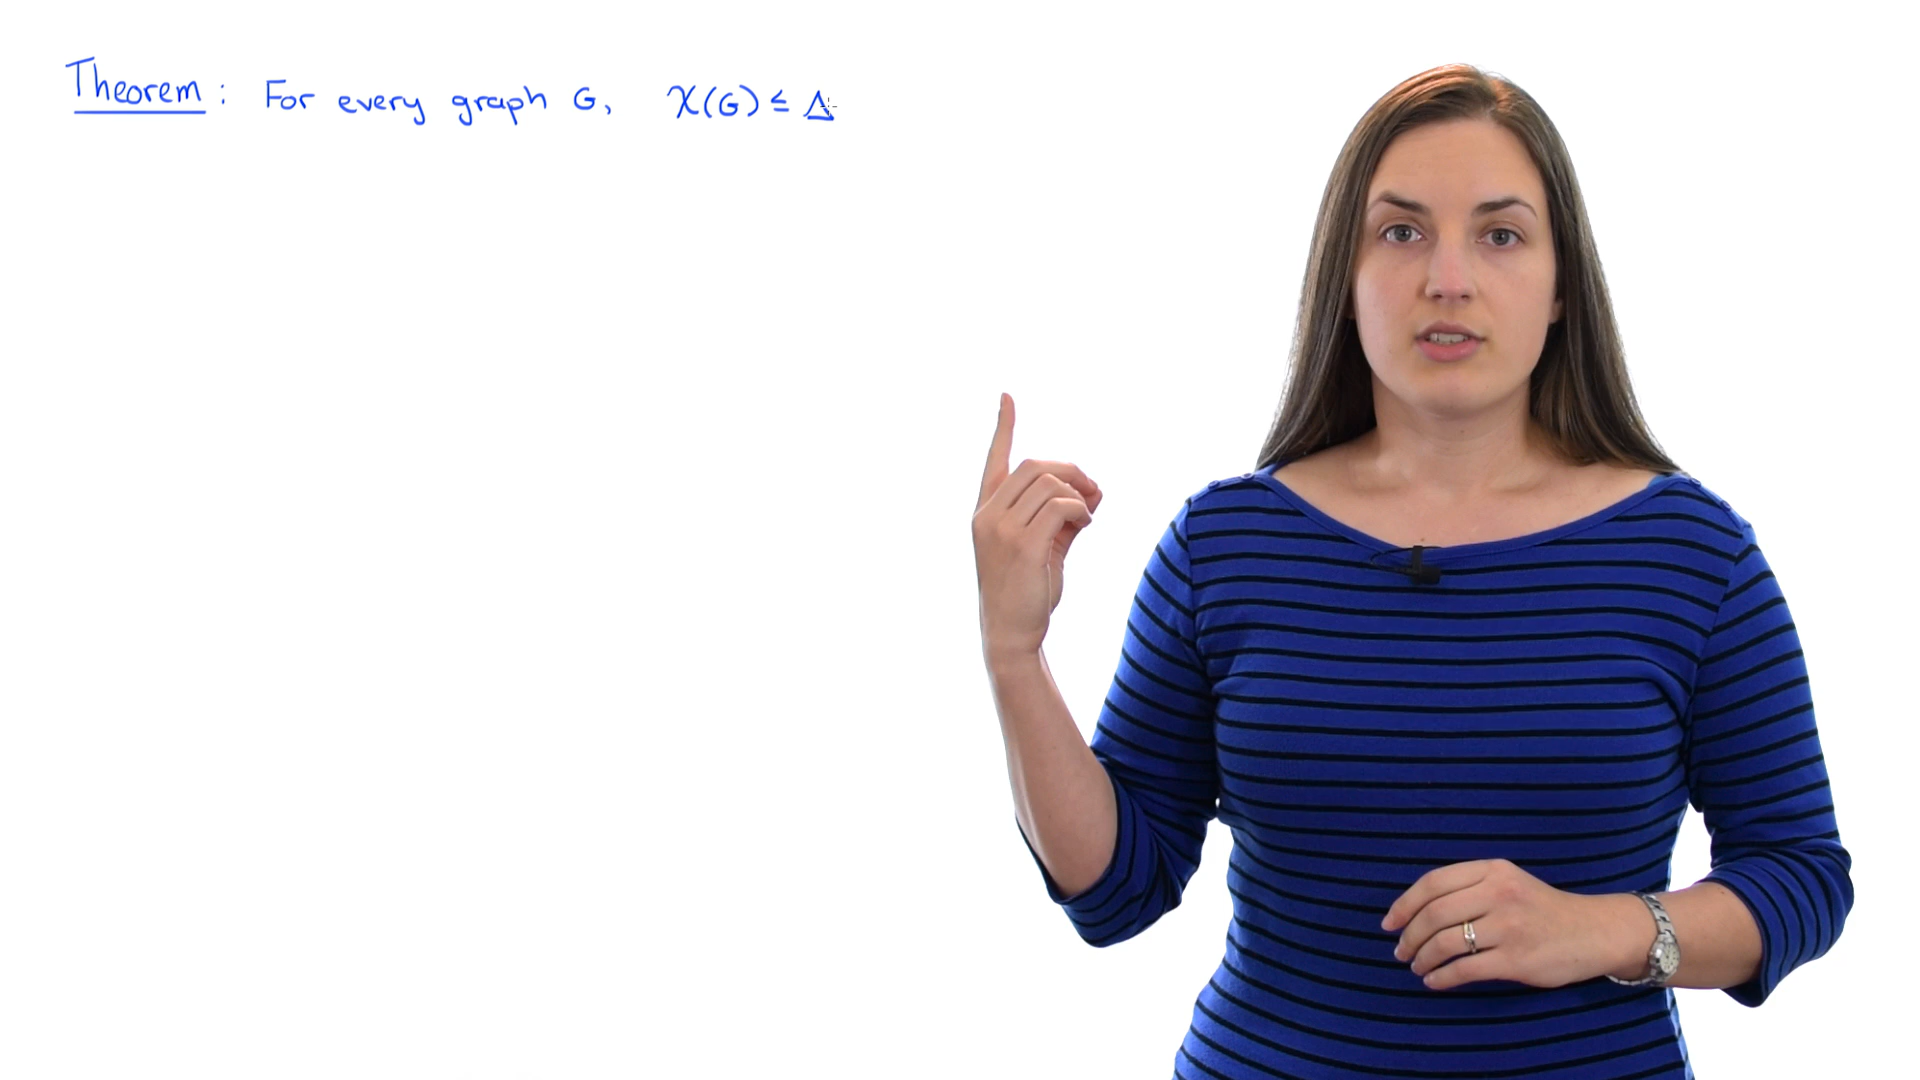 Theorem: For every graph G, χ(G) ≤ Δ